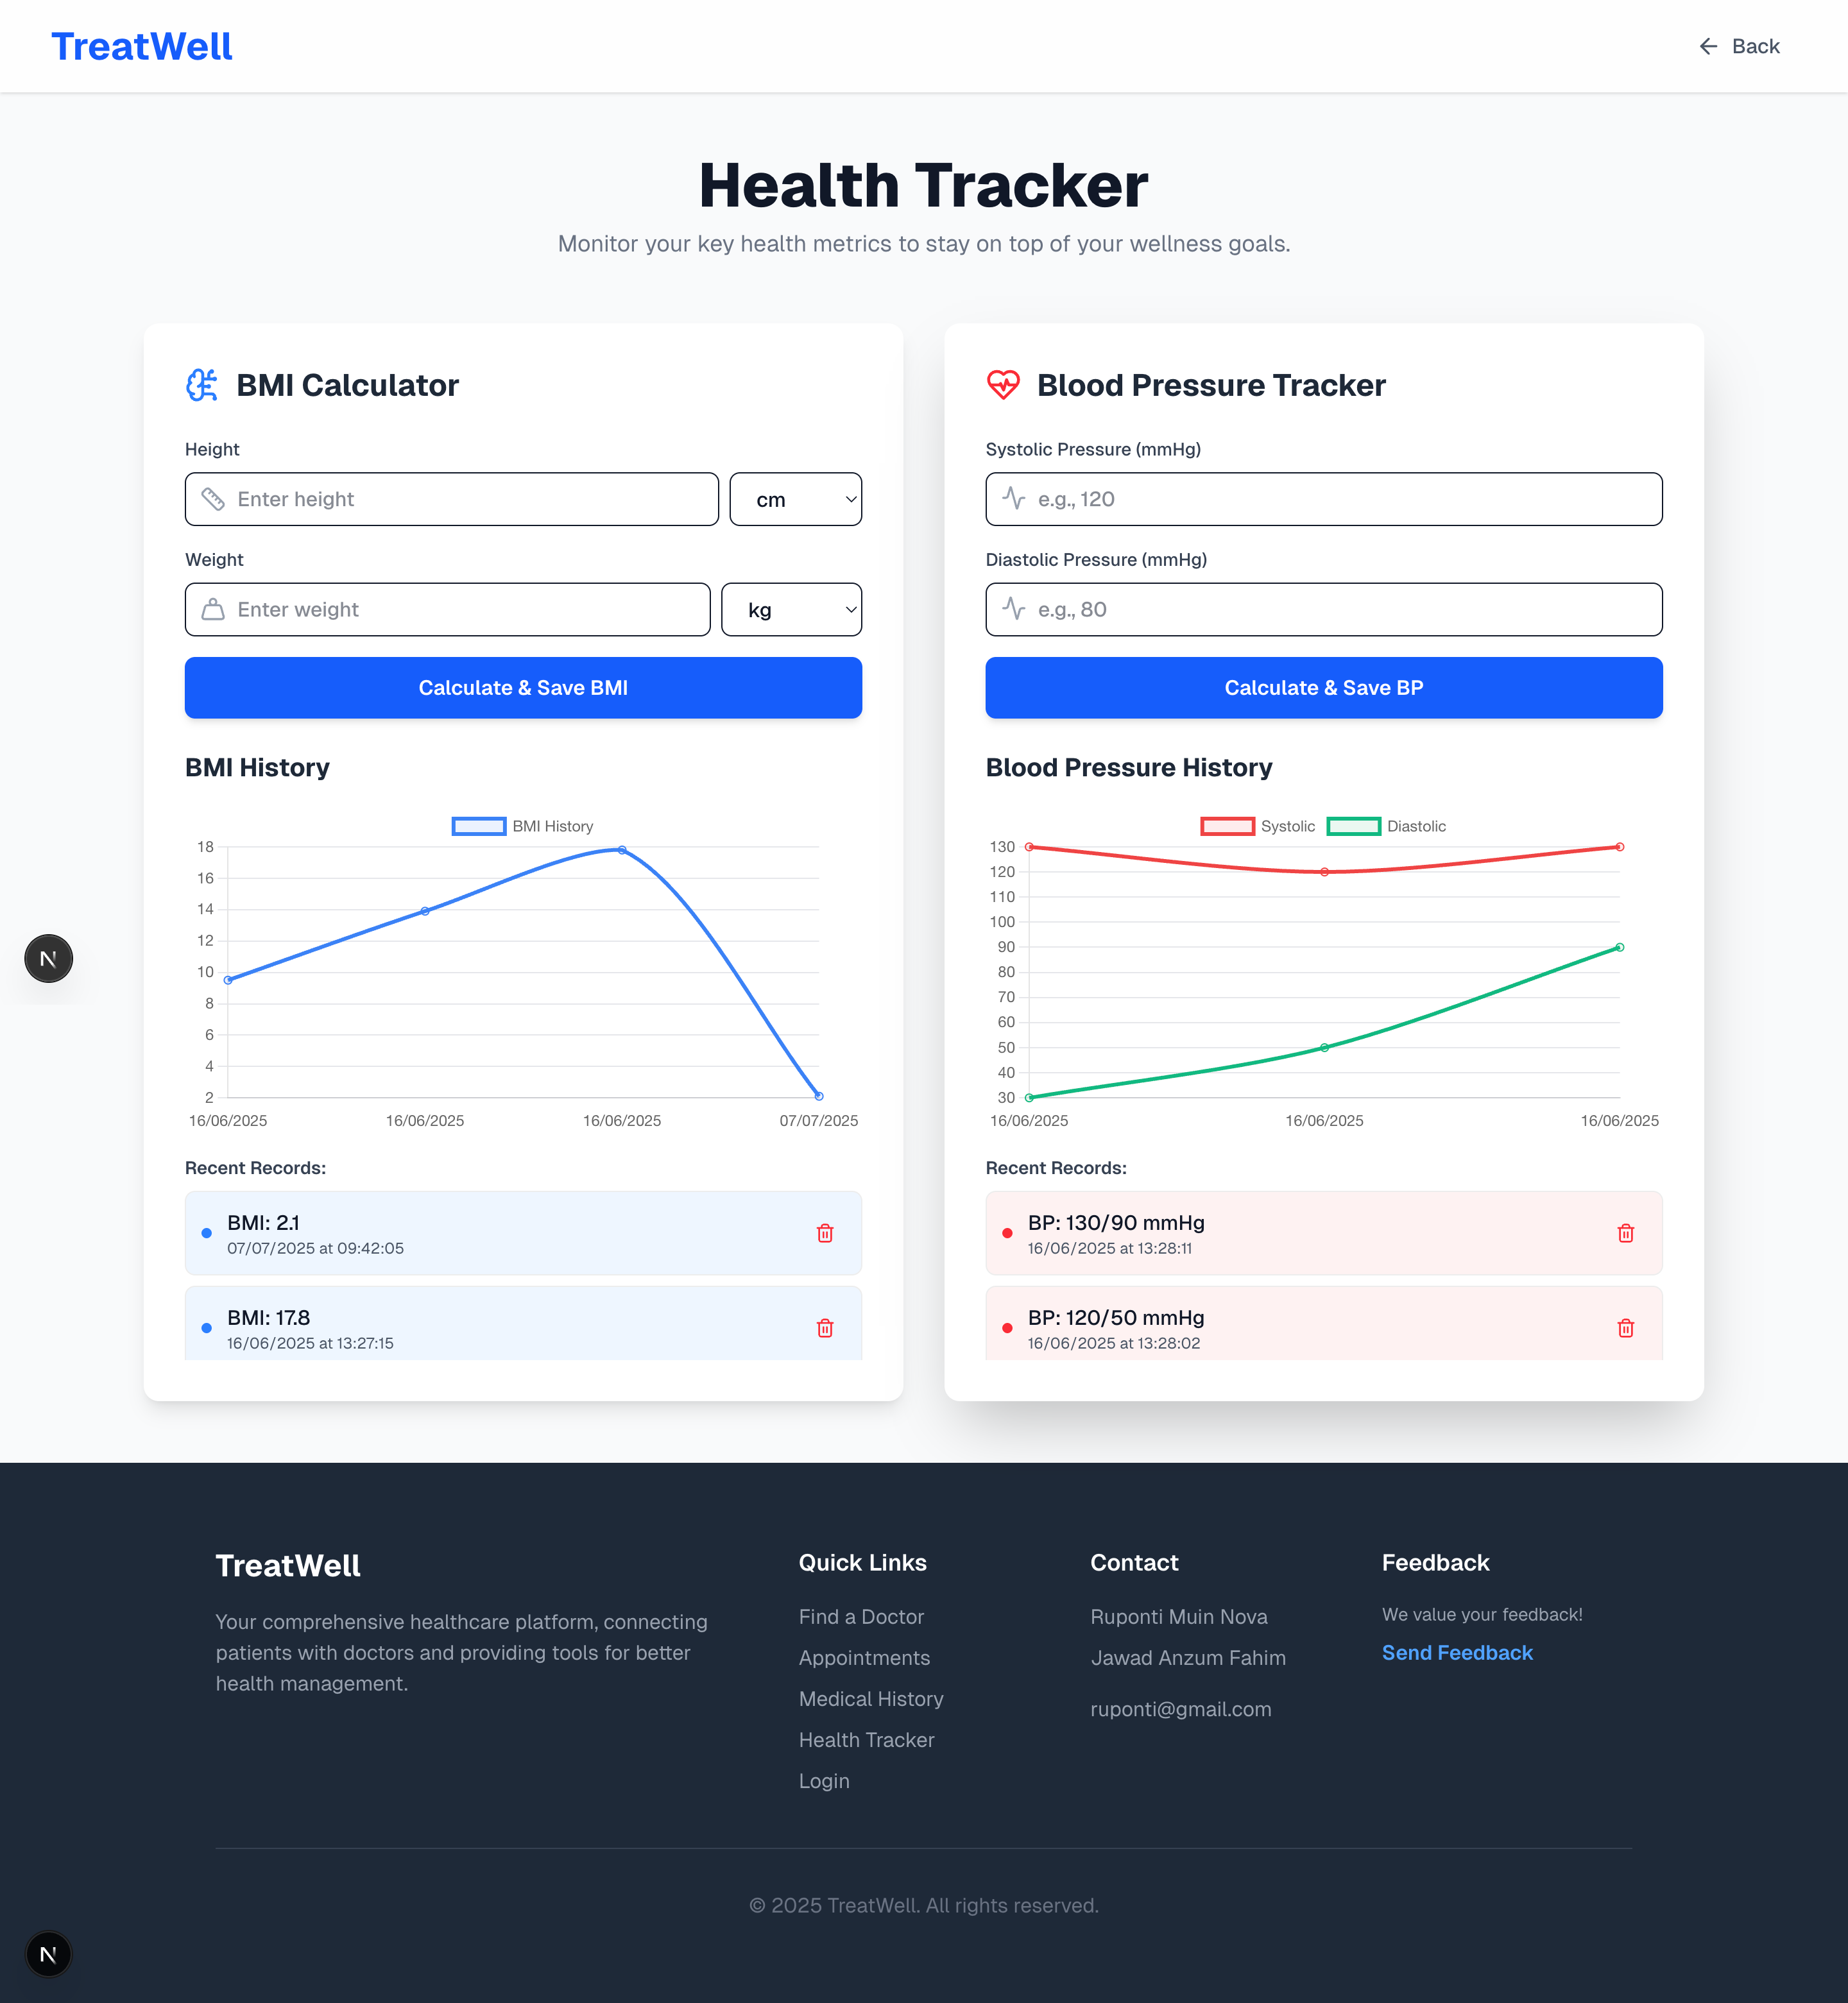 TreatWell
Back
Health Tracker
Monitor your key health metrics to stay on top of your wellness goals.
BMI Calculator
Height
Enter height
cm
Weight
Enter weight
kg
Calculate & Save BMI
BMI History
BMI History
18
16
14
12
10
8
6
4
2
16/06/2025
16/06/2025
16/06/2025
07/07/2025
Recent Records:
BMI: 2.1
07/07/2025 at 09:42:05
BMI: 17.8
16/06/2025 at 13:27:15
Blood Pressure Tracker
Systolic Pressure (mmHg)
e.g., 120
Diastolic Pressure (mmHg)
e.g., 80
Calculate & Save BP
Blood Pressure History
Systolic
Diastolic
130
120
110
100
90
80
70
60
50
40
30
16/06/2025
16/06/2025
16/06/2025
Recent Records:
BP: 130/90 mmHg
16/06/2025 at 13:28:11
BP: 120/50 mmHg
16/06/2025 at 13:28:02
N
TreatWell
Your comprehensive healthcare platform, connecting
patients with doctors and providing tools for better
health management.
Quick Links
Find a Doctor
Appointments
Medical History
Health Tracker
Login
Contact
Ruponti Muin Nova
Jawad Anzum Fahim
ruponti@gmail.com
Feedback
We value your feedback!
Send Feedback
© 2025 TreatWell. All rights reserved.
N